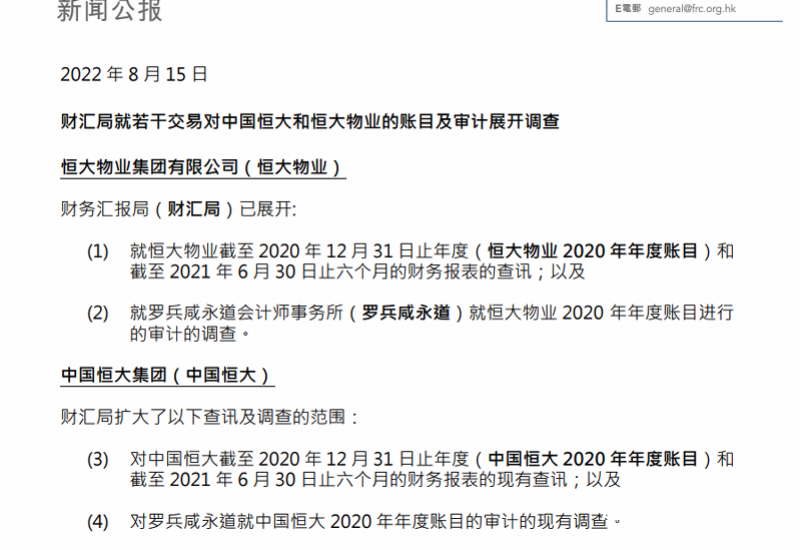 新闻公报
E電郵 general@frc.org.hk
2022 年 8 月 15 日
财汇局就若干交易对中国恒大和恒大物业的账目及审计展开调查
恒大物业集团有限公司（恒大物业）
财务汇报局（财汇局）已展开:
(1) 就恒大物业截至 2020 年 12 月 31 日止年度（恒大物业 2020 年年度账目）和
截至 2021 年 6 月 30 日止六个月的财务报表的查讯；以及
(2) 就罗兵咸永道会计师事务所（罗兵咸永道）就恒大物业 2020 年年度账目进行
的审计的调查。
中国恒大集团（中国恒大）
财汇局扩大了以下查讯及调查的范围：
(3) 对中国恒大截至 2020 年 12 月 31 日止年度（中国恒大 2020 年年度账目）和
截至 2021 年 6 月 30 日止六个月的财务报表的现有查讯；以及
(4) 对罗兵咸永道就中国恒大 2020 年年度账目的审计的现有调查。